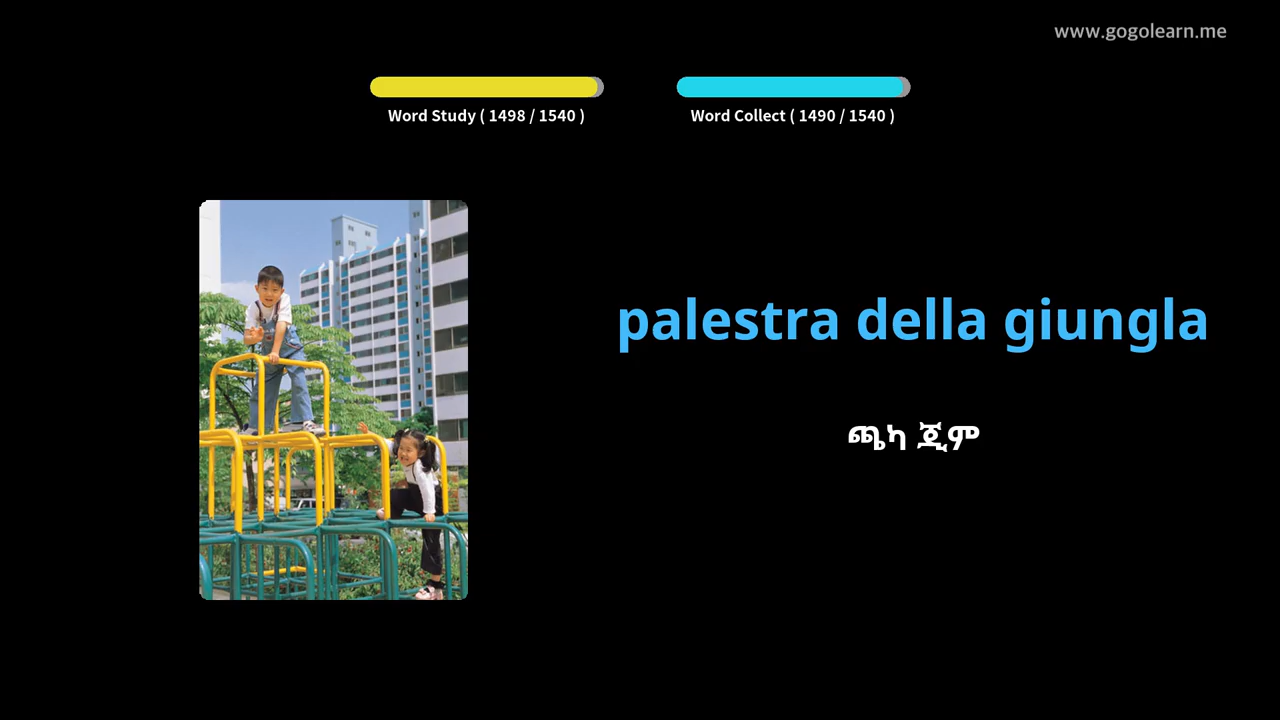 www.gogolearn.me
Word Study ( 1498 / 1540 )
Word Collect ( 1490 / 1540 )
palestra della giungla
ጫካ ጂም